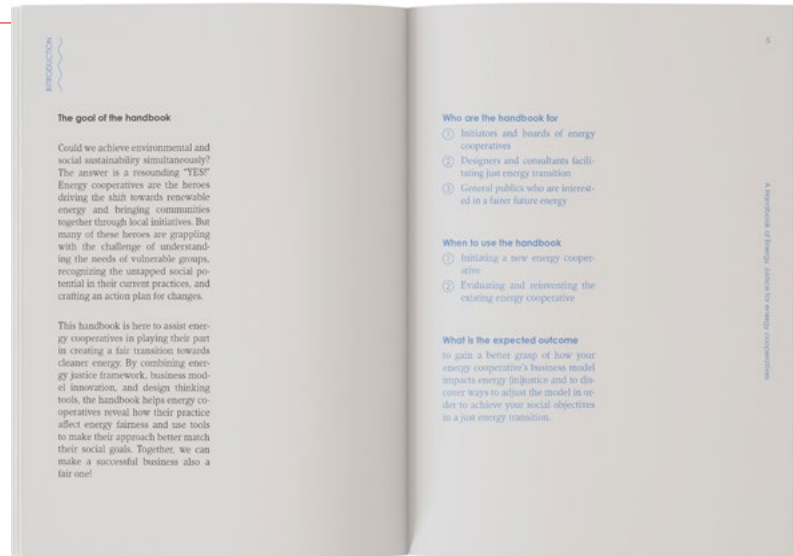 INTRODUCTION
The goal of the handbook
Could we achieve environmental and
social sustainability simultaneously?
The answer is a resounding "YES!"
Energy cooperatives are the heroes
driving the shift towards renewable
energy and bringing communities
together through local initiatives. But
many of these heroes are grappling
with the challenge of understand-
ing the needs of vulnerable groups,
recognizing the untapped social po-
tential in their current practices, and
crafting an action plan for changes.
This handbook is here to assist ener-
gy cooperatives in playing their part
in creating a fair transition towards
cleaner energy. By combining ener-
gy justice framework, business mod-
el innovation, and design thinking
tools, the handbook helps energy co-
operatives reveal how their practice
affect energy fairness and use tools
to make their approach better match
their social goals. Together, we can
make a successful business also a
fair one!
5
Who are the handbook for
1 Initiators and boards of energy
cooperatives
2 Designers and consultants facili-
tating just energy transition
3 General publics who are interest-
ed in a fairer future energy
When to use the handbook
1 Initiating a new energy cooper-
ative
2 Evaluating and reinventing the
existing energy cooperative
What is the expected outcome
to gain a better grasp of how your
energy cooperative's business model
impacts energy (in)justice and to dis-
cover ways to adjust the model in or-
der to achieve your social objectives
in a just energy transition.
A Handbook of Energy Justice for energy cooperatives